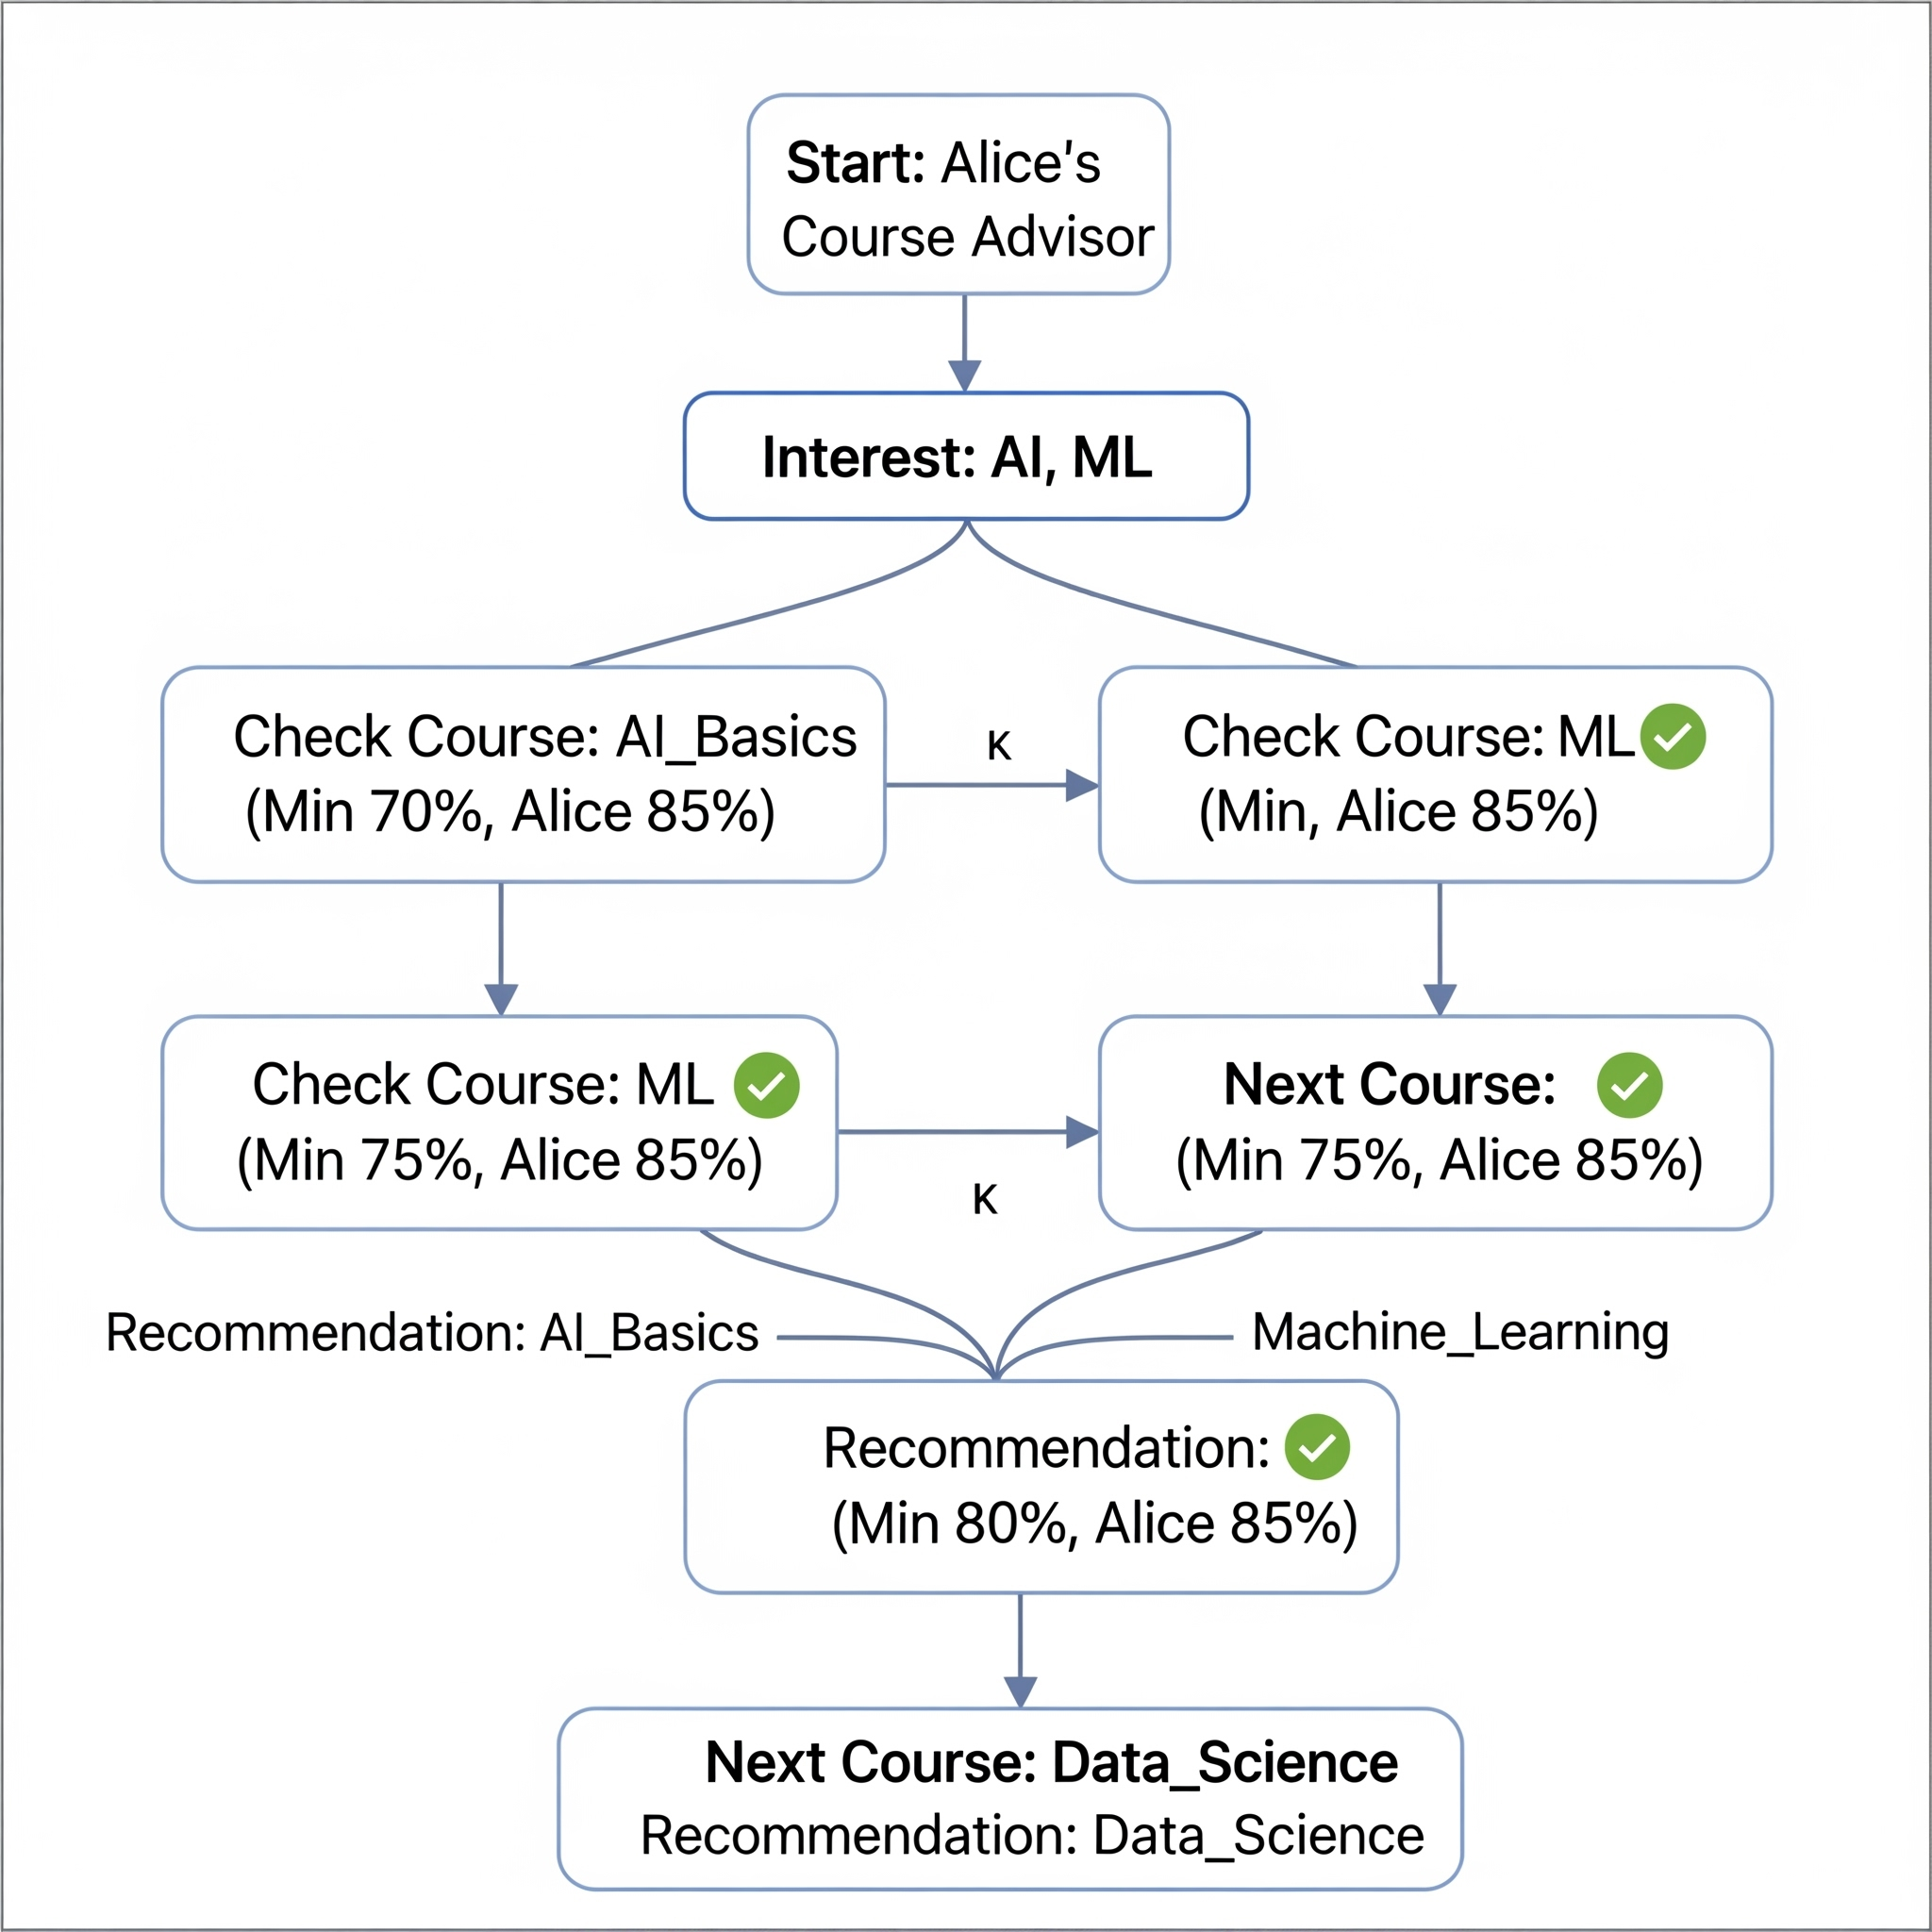 Start: Alice's
Course Advisor
Interest: AI, ML
Check Course: AI_Basics
(Min 70%, Alice 85%)
K
Check Course: ML
(Min, Alice 85%)
Check Course: ML
(Min 75%, Alice 85%)
K
Next Course:
(Min 75%, Alice 85%)
Recommendation: AI_Basics
Machine_Learning
Recommendation:
(Min 80%, Alice 85%)
Next Course: Data_Science
Recommendation: Data_Science